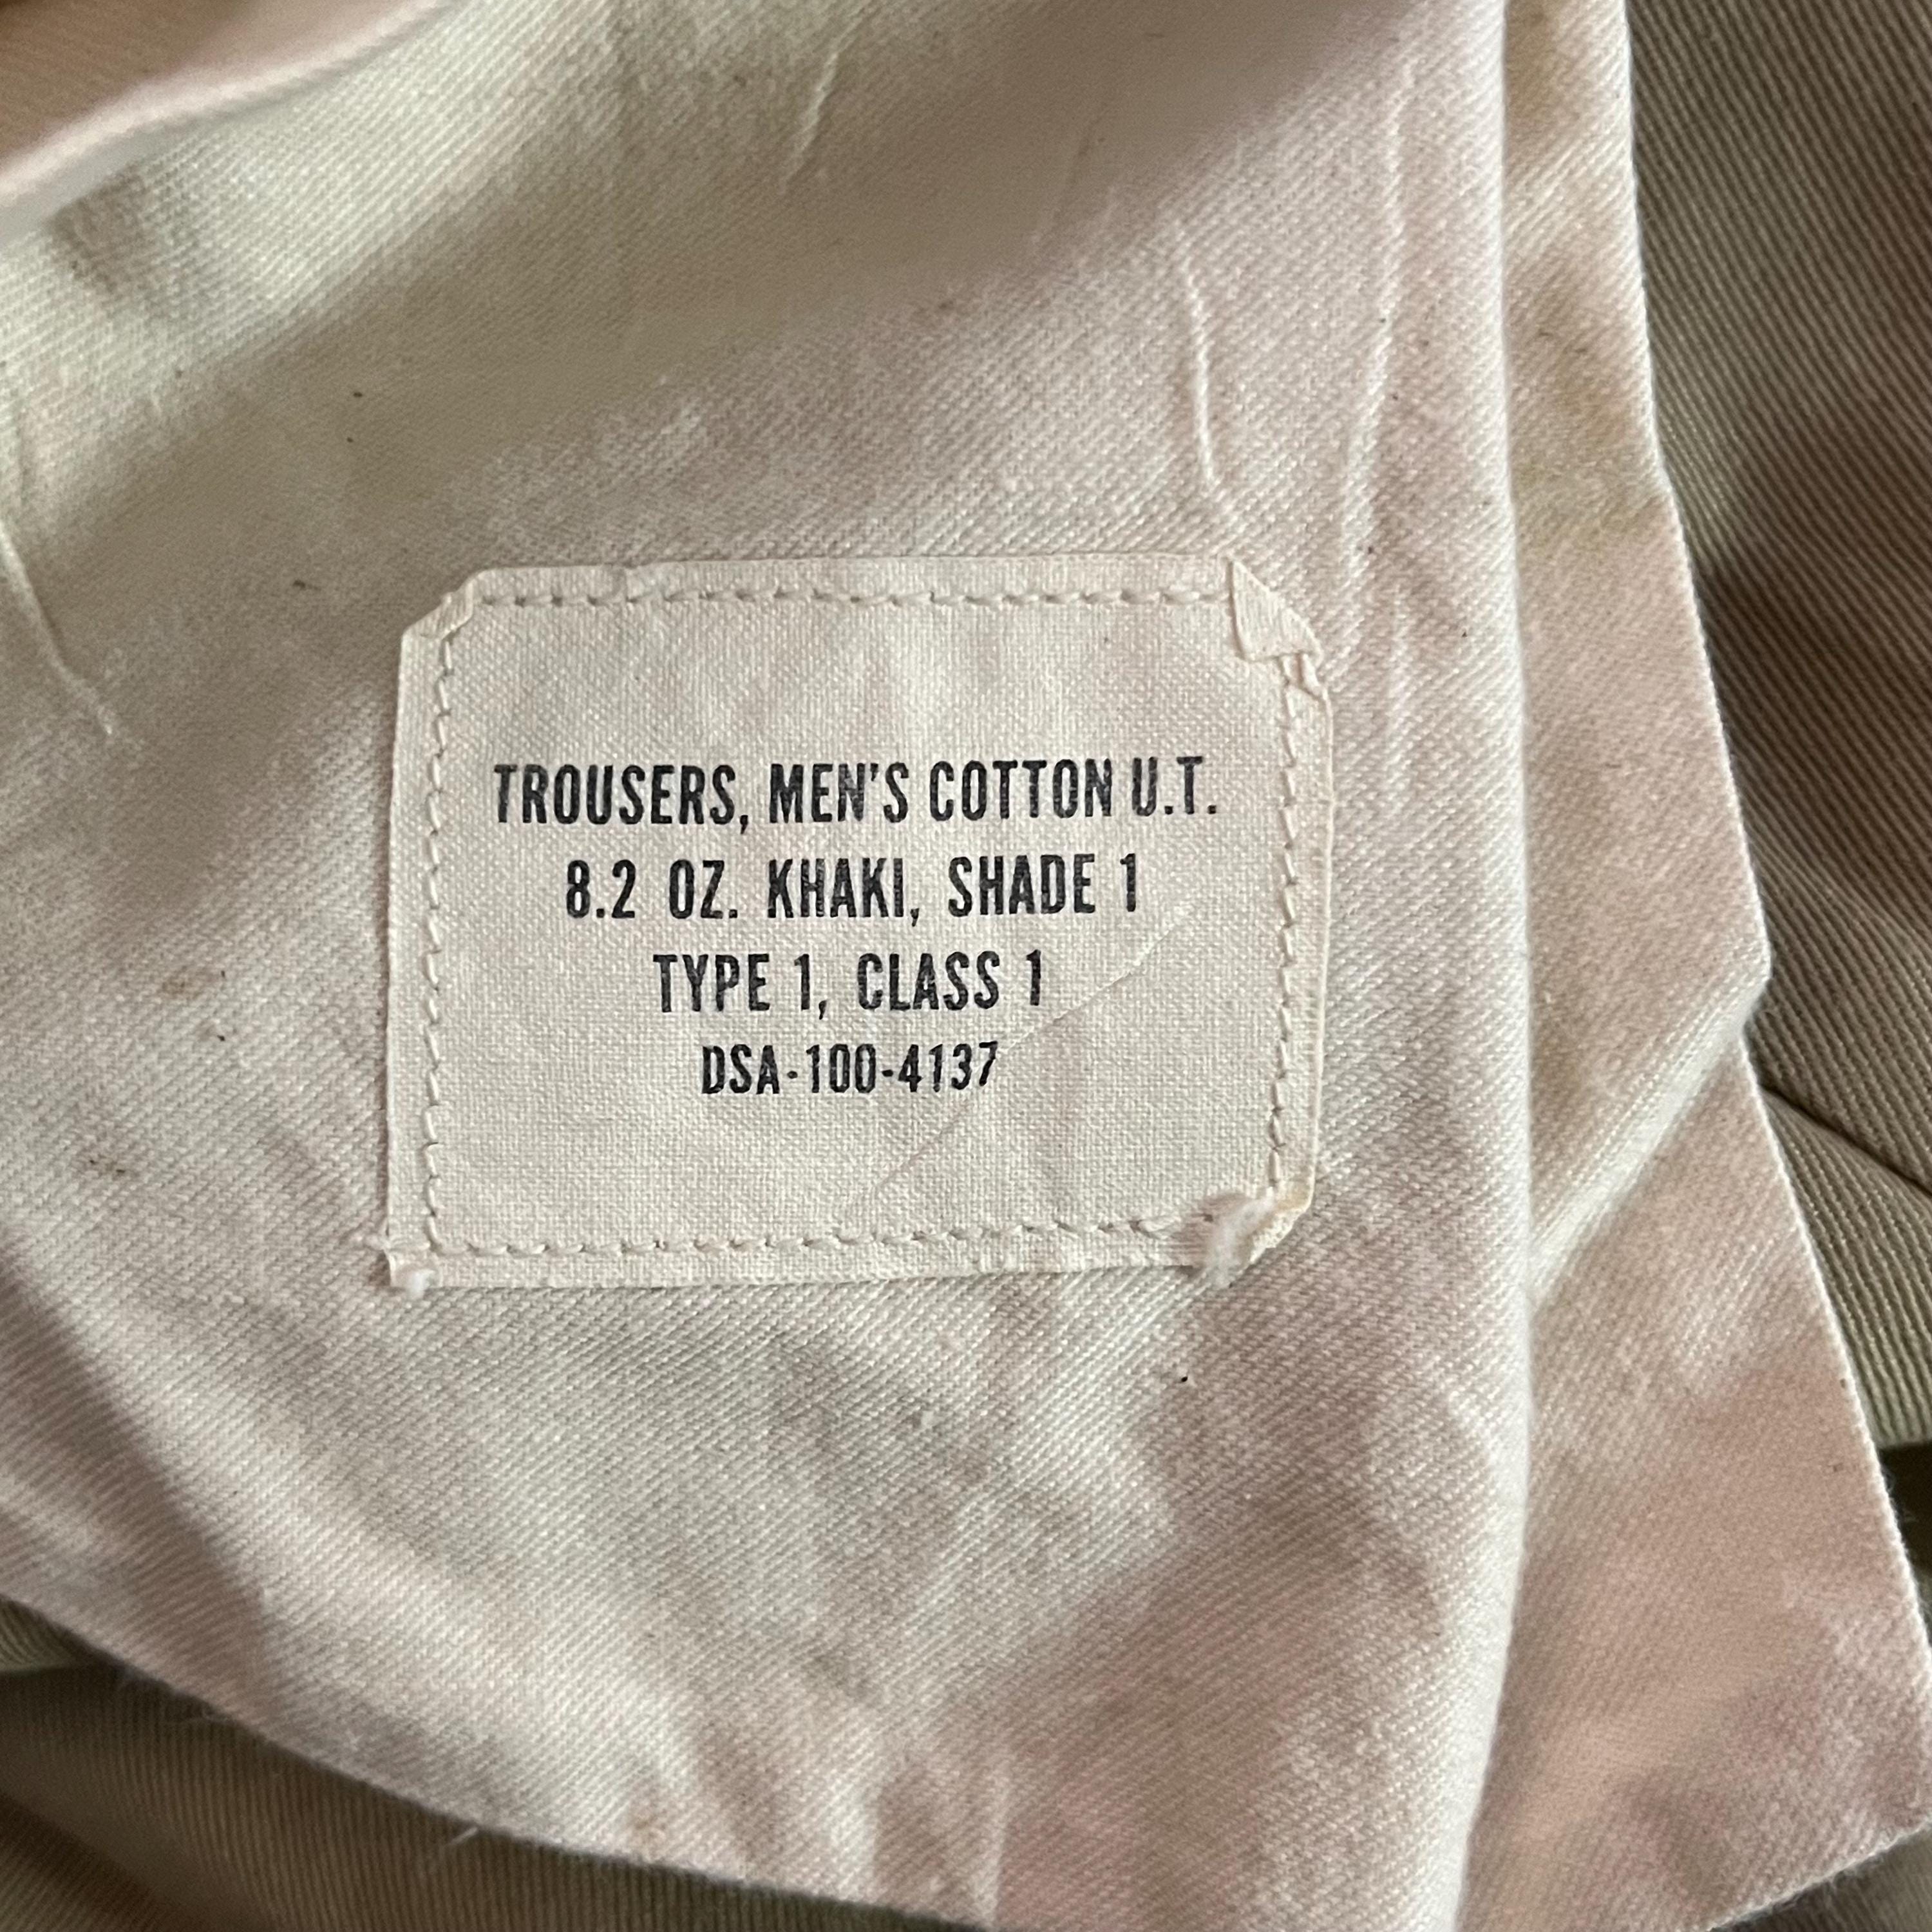 TROUSERS, MEN'S COTTON U.T.
8.2 OZ. KHAKI, SHADE 1
TYPE 1, CLASS 1
DSA-100-4137